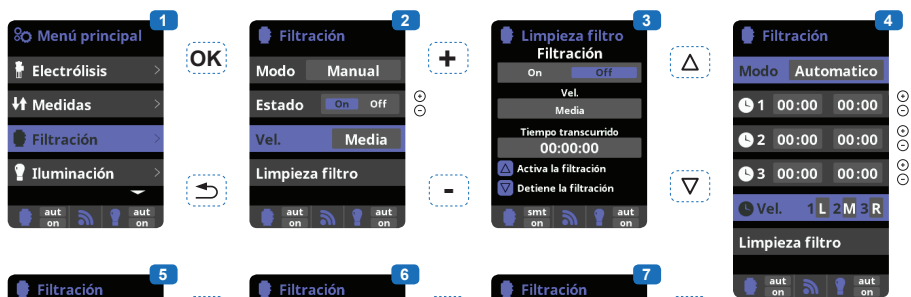 1
Menú principal
Electrólisis
Medidas
Filtración
Iluminación
aut
on
aut
on
OK
2
Filtración
Modo Manual
Estado On Off
Vel. Media
Limpieza filtro
aut
on
aut
on
+
-
3
Limpieza filtro
Filtración
On Off
Vel.
Media
Tiempo transcurrido
00:00:00
Activa la filtración
Detiene la filtración
smt
on
aut
on
4
Filtración
Modo Automatico
1 00:00 00:00
2 00:00 00:00
3 00:00 00:00
Vel. 1 L 2 M 3 R
Limpieza filtro
aut
on
aut
on
5
Filtración
6
Filtración
7
Filtración